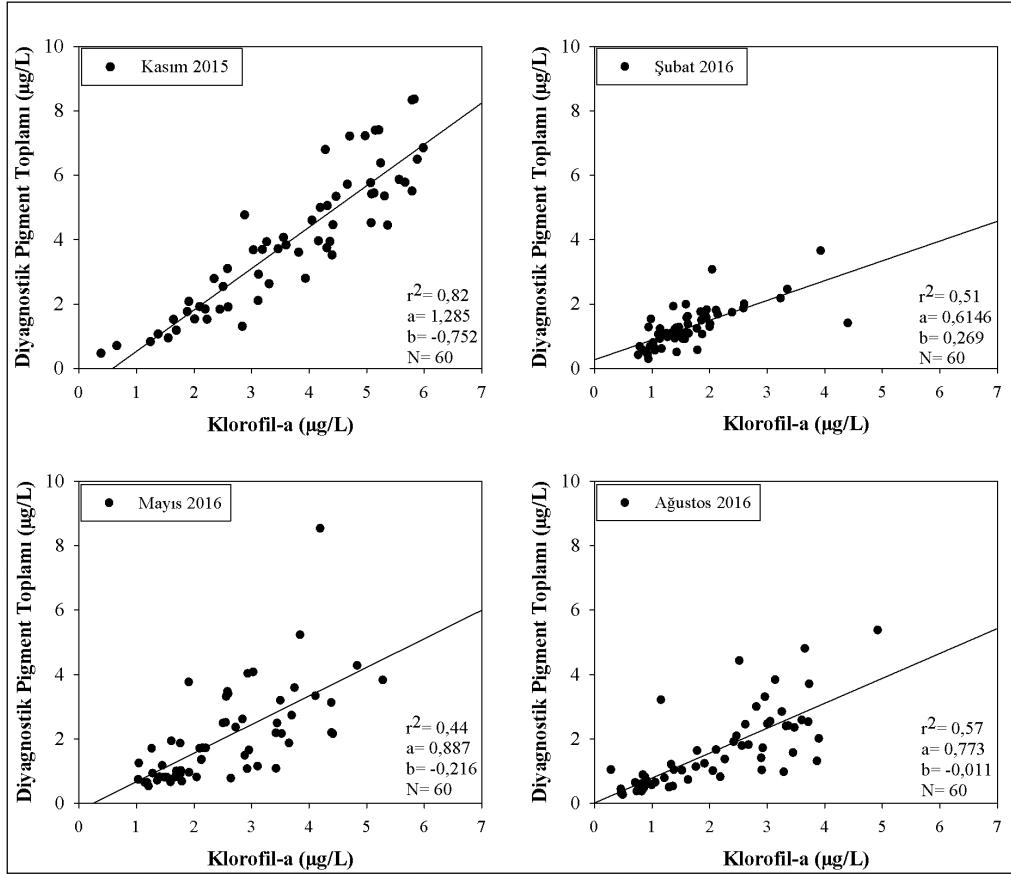 Kasım 2015
Diyagnostik Pigment Toplamı (µg/L)
10
8
6
4
2
0
r2= 0,82
a= 1,285
b= -0,752
N= 60
0 1 2 3 4 5 6 7
Klorofil-a (µg/L)
Şubat 2016
Diyagnostik Pigment Toplamı (µg/L)
10
8
6
4
2
0
r2= 0,51
a= 0,6146
b= 0,269
N= 60
0 1 2 3 4 5 6 7
Klorofil-a (µg/L)
Mayıs 2016
Diyagnostik Pigment Toplamı (µg/L)
10
8
6
4
2
0
r2= 0,44
a= 0,887
b= -0,216
N= 60
0 1 2 3 4 5 6 7
Klorofil-a (µg/L)
Ağustos 2016
Diyagnostik Pigment Toplamı (µg/L)
10
8
6
4
2
0
r2= 0,57
a= 0,773
b= -0,011
N= 60
0 1 2 3 4 5 6 7
Klorofil-a (µg/L)